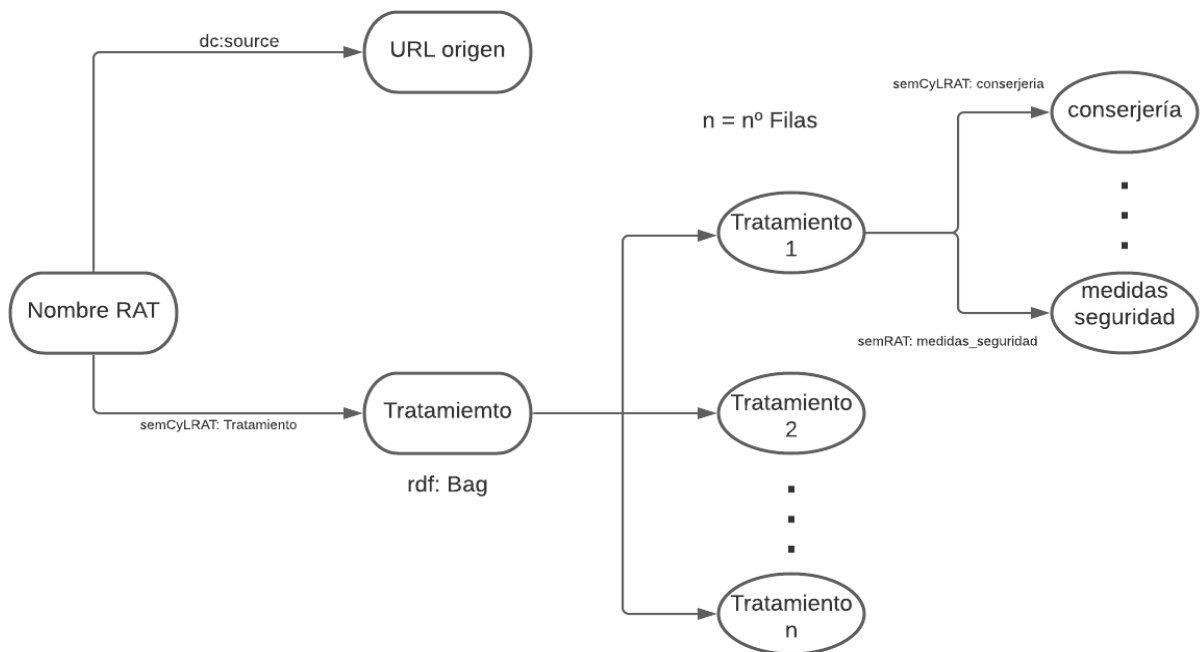 dc:source
URL origen
semCyLRAT: conserjeria
conserjería
n = nº Filas
Tratamiento
1
Nombre RAT
medidas
seguridad
semRAT: medidas_seguridad
Tratamiemto
semCyLRAT: Tratamiento
rdf: Bag
Tratamiento
2
Tratamiento
n